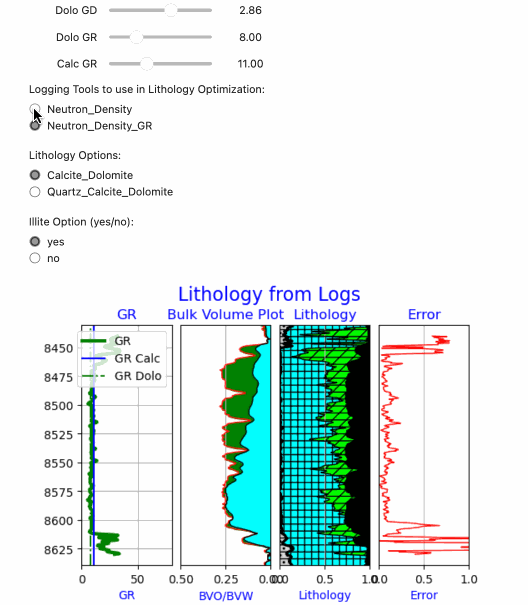 Dolo GD 2.86
Dolo GR 8.00
Calc GR 11.00
Logging Tools to use in Lithology Optimization:
Neutron_Density
Neutron_Density_GR
Lithology Options:
Calcite_Dolomite
Quartz_Calcite_Dolomite
Illite Option (yes/no):
yes
no
Lithology from Logs
GR Bulk Volume Plot Lithology Error
GR
GR Calc
GR Dolo
8450
8475
8500
8525
8550
8575
8600
8625
0 50 0.50 0.25 0.0 0.0 0.5 1.0 0.0 0.5 1.0
GR BVO/BVW Lithology Error